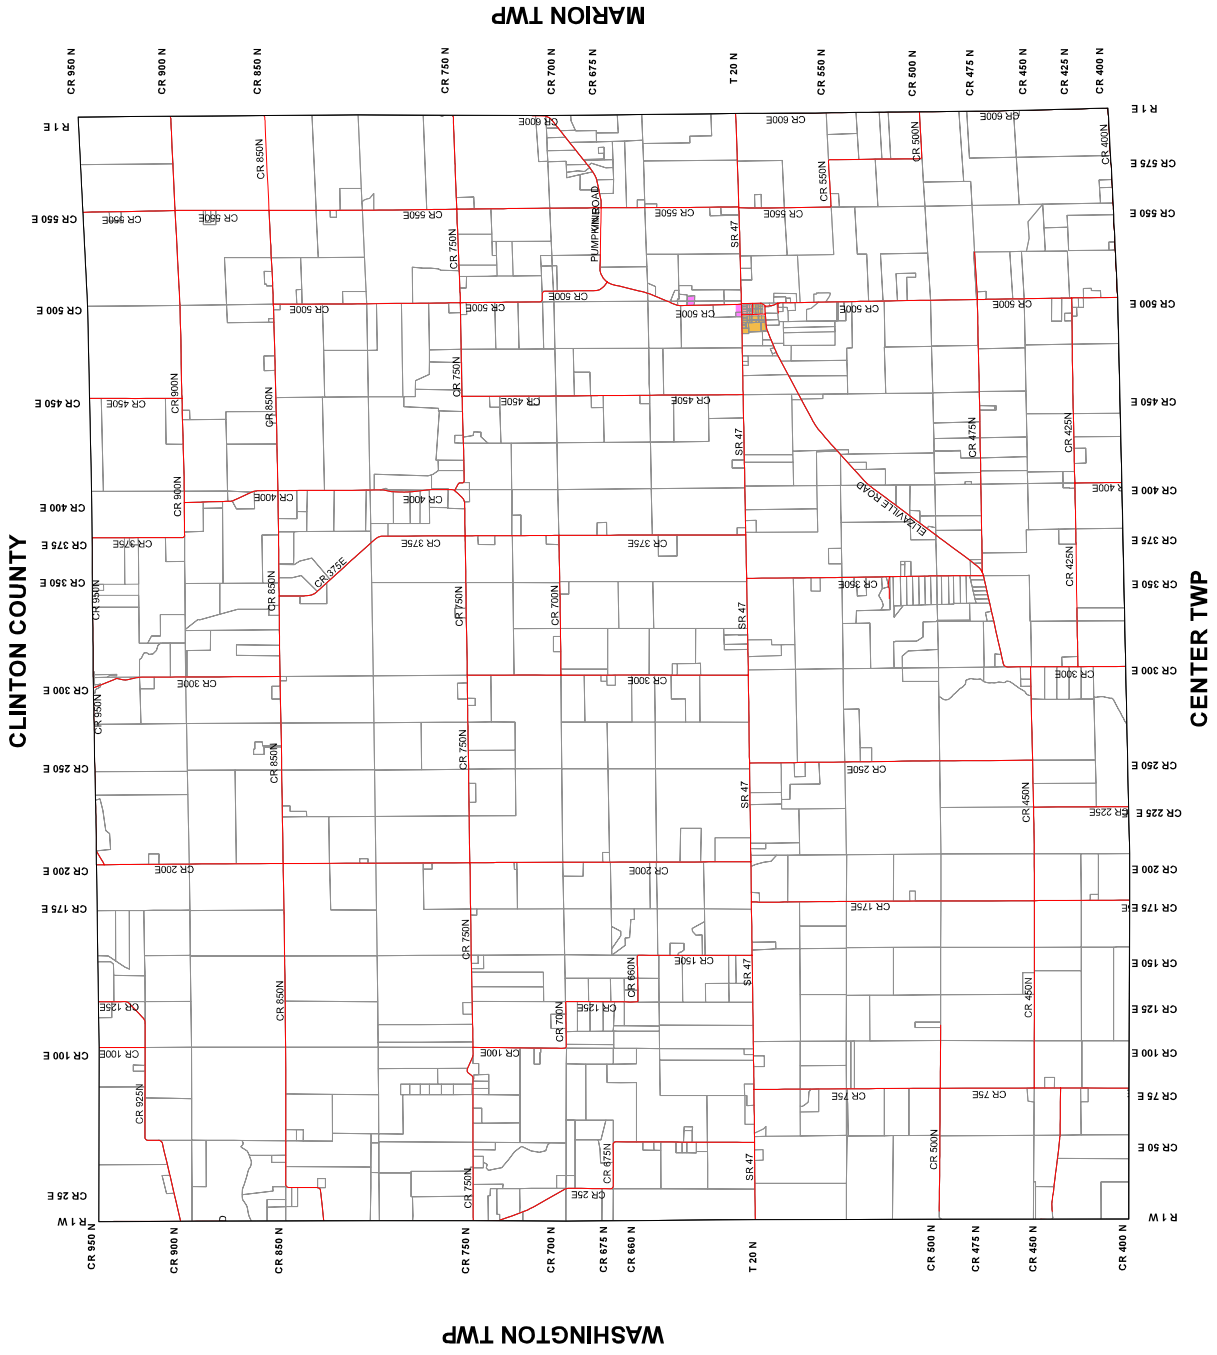 MARION TWP
CR 950 N
CR 900 N
CR 850 N
CR 750 N
CR 700 N
CR 675 N
T 20 N
CR 550 N
CR 500 N
CR 475 N
CR 450 N
CR 425 N
CR 400 N
R 1 E
R 1 E
CR 600E
CR 600E
CR 600E
CR 850N
CR 500N
CR 400N
CR 575 E
CR 550N
CR 550 E
CR 550E
CR 550E
CR 550E
CR 550E
CR 550E
CR 550 E
PUMPKINVINE ROAD
CR 750N
SR 47
CR 500 E
CR 500E
CR 500E
CR 500E
CR 500E
CR 500E
CR 500E
CR 500 E
CR 900N
CR 850N
CR 750N
CR 450 E
CR 450E
CR 450E
CR 450E
CR 450 E
SR 47
CR 475N
CR 425N
CR 400 E
CR 900N
CR 400E
CR 400E
ELIZAVILLE ROAD
R 400E
CR 400 E
CR 375 E
CR 375E
CR 375E
CR 375E
CR 375E
CR 375 E
CLINTON COUNTY
CR 350 E
CR 950N
CR 850N
CR 750N
CR 700N
SR 47
CR 350E
CR 425N
CR 350 E
CENTER TWP
CR 300 E
CR 300E
CR 300E
CR 300E
CR 300 E
CR 950N
CR 850N
CR 750N
CR 250 E
CR 250E
CR 250 E
SR 47
CR 450N
CR 225E
CR 225 E
CR 200 E
CR 200E
CR 200E
CR 200 E
CR 175 E
CR 175E
CR 175 E
CR 750N
CR 150E
CR 150 E
CR 850N
CR 660N
SR 47
CR 450N
CR 125E
CR 125E
CR 125 E
CR 700N
CR 100 E
CR 100E
CR 100E
CR 100 E
CR 925N
CR 75E
CR 75E
CR 75 E
CR 675N
CR 500N
CR 50 E
CR 750N
SR 47
CR 25 E
CR 25E
R 1 W
R 1 W
CR 950 N
CR 900 N
CR 850 N
CR 750 N
CR 700 N
CR 675 N
CR 660 N
T 20 N
CR 500 N
CR 475 N
CR 450 N
CR 400 N
WASHINGTON TWP